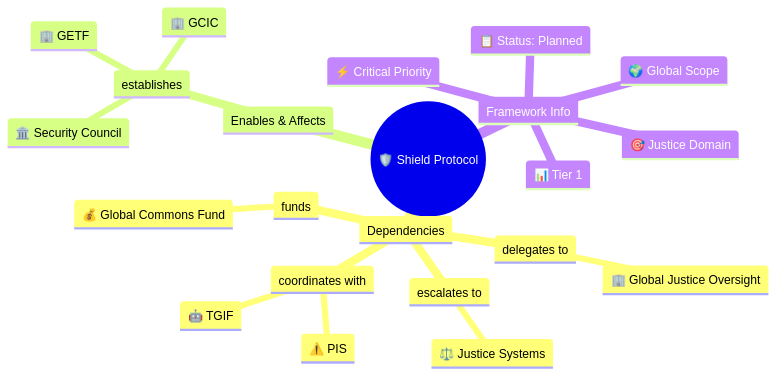 🏢 GETF
🏢 GCIC
establishes
🏛️ Security Council
Enables & Affects
🛡️ Shield Protocol
⚡ Critical Priority
📋 Status: Planned
🌍 Global Scope
Framework Info
🎯 Justice Domain
📊 Tier 1
💰 Global Commons Fund
funds
Dependencies
delegates to
🏢 Global Justice Oversight
coordinates with
escalates to
🤖 TGIF
⚠️ PIS
⚖️ Justice Systems